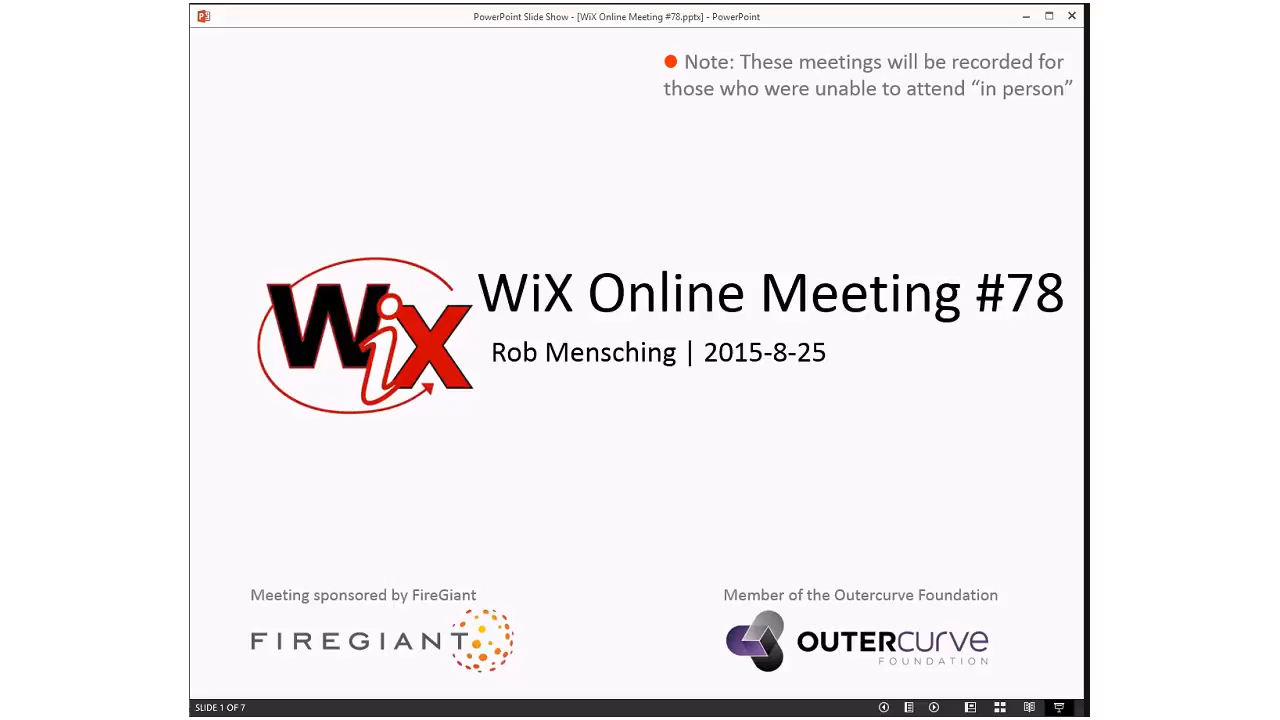 PowerPoint Slide Show - [WiX Online Meeting #78.pptx] - PowerPoint
Note: These meetings will be recorded for
those who were unable to attend “in person”
WiX
WiX Online Meeting #78
Rob Mensching | 2015-8-25
Meeting sponsored by FireGiant
FIREGIANT
Member of the Outercurve Foundation
OUTERCURVE
FOUNDATION
SLIDE 1 OF 7